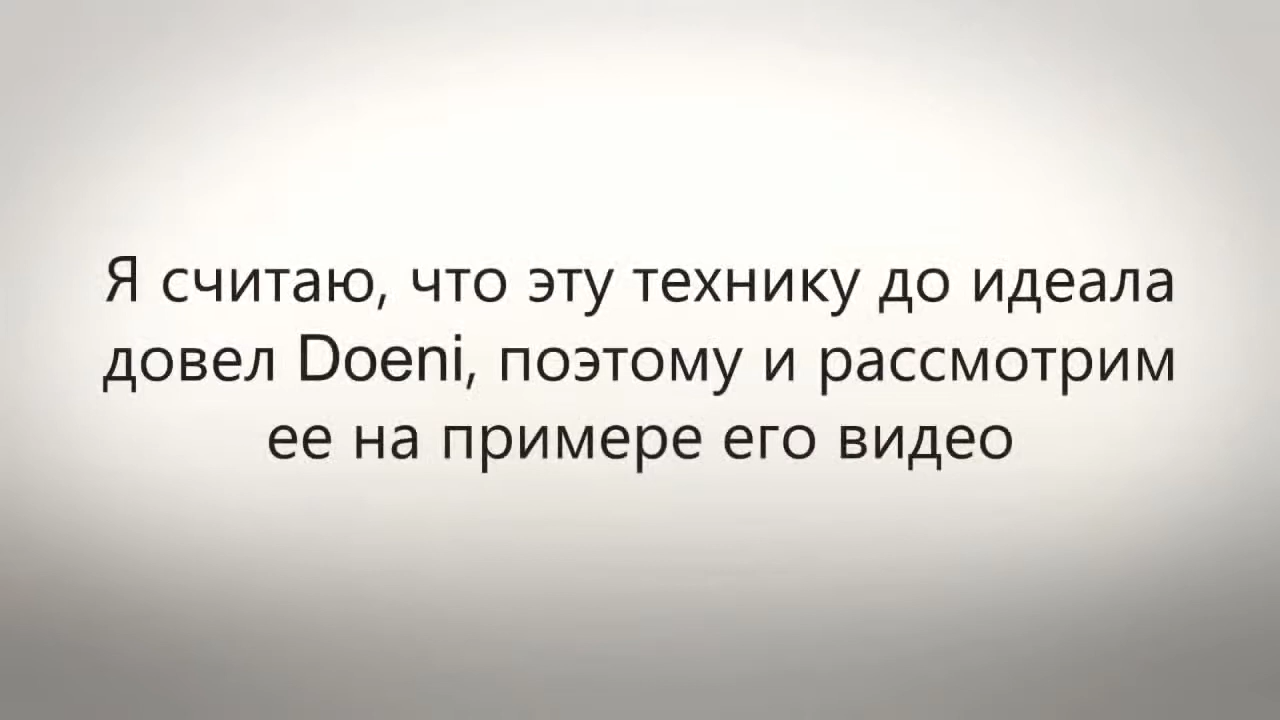 Я считаю, что эту технику до идеала
довел Doeni, поэтому и рассмотрим
ее на примере его видео